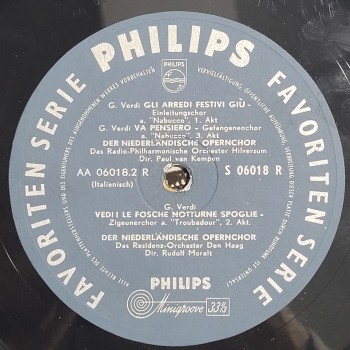 FAVORITEN SERIE PHILIPS FAVORITEN SERIE
PHILIPS
G. Verdi GLI ARREDI FESTIVI GIÙ -
Einleitungschor
a. "Nabucco", 1. Akt
G. Verdi VA PENSIERO - Gefangenenchor
a. "Nabucco", 3. Akt
DER NIEDERLÄNDISCHE OPERNCHOR
Das Radio-Philharmonische Orchester Hilversum
Dir. Paul van Kempen
AA 06018.2 R S 06018 R
(Italienisch)
G. Verdi
VEDI ! LE FOSCHE NOTTURNE SPOGLIE -
Zigeunerchor a "Troubadour", 2. Akt.
DER NIEDERLÄNDISCHE OPERNCHOR
Das Residenz-Orchester Den Haag
Dir. Rudolf Moralt
PHILIPS
Minigroove 33⅓